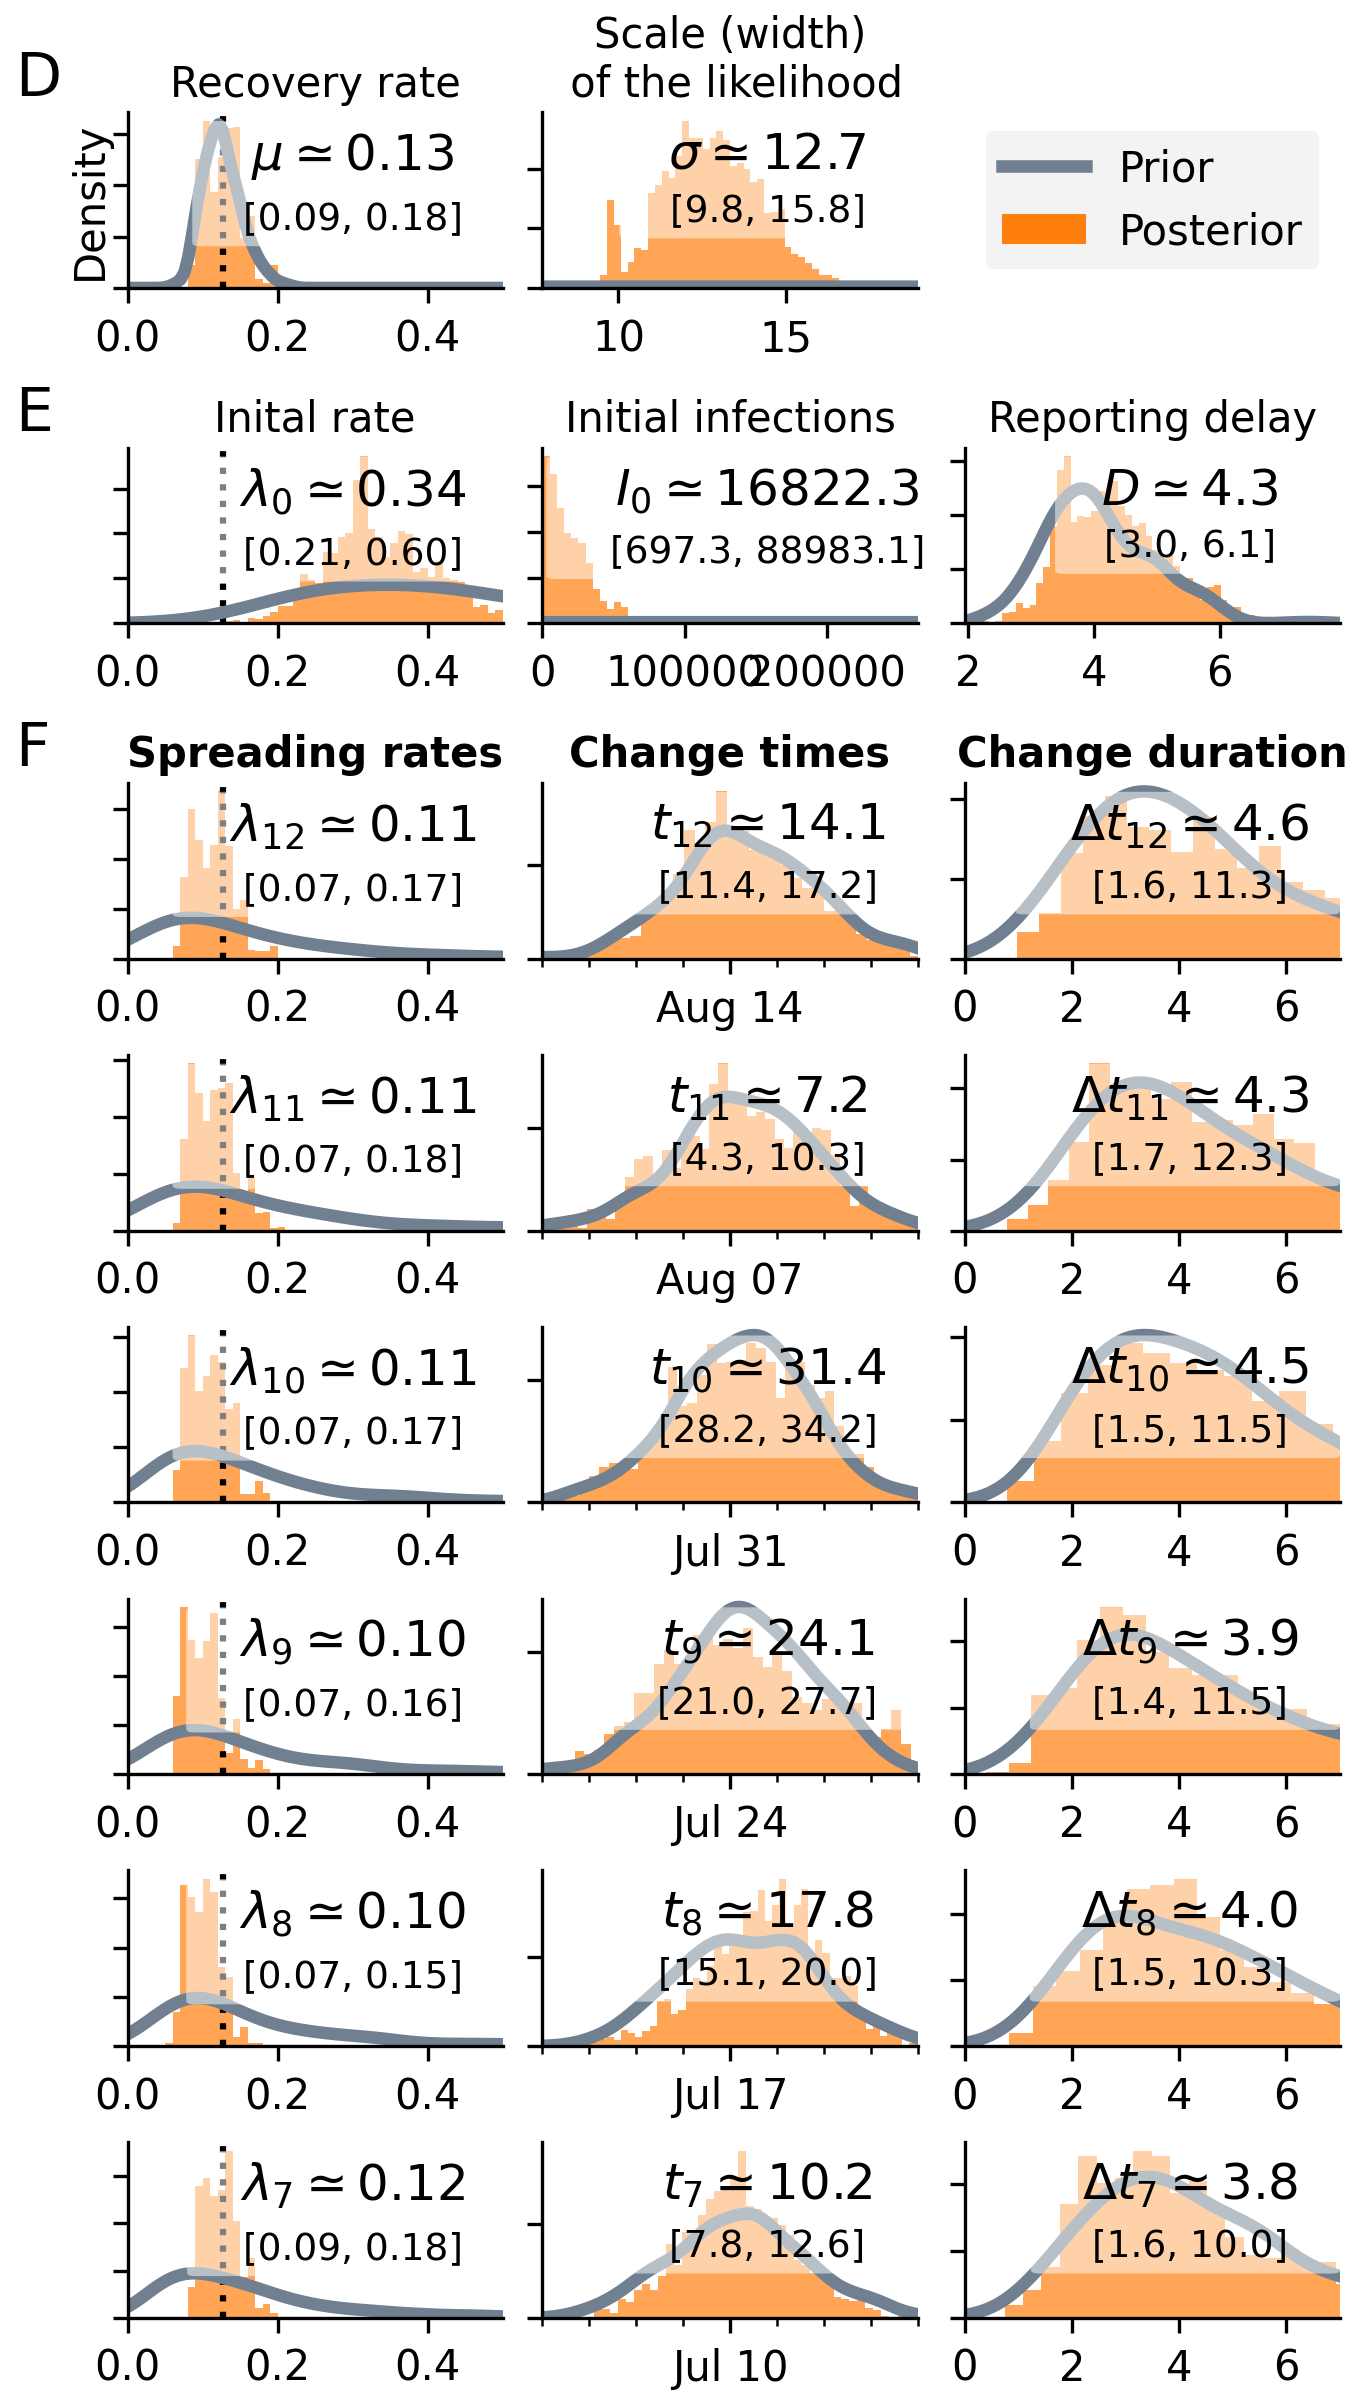 D
Recovery rate
Scale (width)
of the likelihood
Density
μ ≃ 0.13
[0.09, 0.18]
σ ≃ 12.7
[9.8, 15.8]
Prior
Posterior
0.0 0.2 0.4
10 15
E
Inital rate
Initial infections
Reporting delay
λ0 ≃ 0.34
[0.21, 0.60]
I0 ≃ 16822.3
[697.3, 88983.1]
D ≃ 4.3
[3.0, 6.1]
0.0 0.2 0.4
0 100000 200000
2 4 6
F
Spreading rates
Change times
Change duration
λ12 ≃ 0.11
[0.07, 0.17]
t12 ≃ 14.1
[11.4, 17.2]
Δt12 ≃ 4.6
[1.6, 11.3]
0.0 0.2 0.4
Aug 14
0 2 4 6
λ11 ≃ 0.11
[0.07, 0.18]
t11 ≃ 7.2
[4.3, 10.3]
Δt11 ≃ 4.3
[1.7, 12.3]
0.0 0.2 0.4
Aug 07
0 2 4 6
λ10 ≃ 0.11
[0.07, 0.17]
t10 ≃ 31.4
[28.2, 34.2]
Δt10 ≃ 4.5
[1.5, 11.5]
0.0 0.2 0.4
Jul 31
0 2 4 6
λ9 ≃ 0.10
[0.07, 0.16]
t9 ≃ 24.1
[21.0, 27.7]
Δt9 ≃ 3.9
[1.4, 11.5]
0.0 0.2 0.4
Jul 24
0 2 4 6
λ8 ≃ 0.10
[0.07, 0.15]
t8 ≃ 17.8
[15.1, 20.0]
Δt8 ≃ 4.0
[1.5, 10.3]
0.0 0.2 0.4
Jul 17
0 2 4 6
λ7 ≃ 0.12
[0.09, 0.18]
t7 ≃ 10.2
[7.8, 12.6]
Δt7 ≃ 3.8
[1.6, 10.0]
0.0 0.2 0.4
Jul 10
0 2 4 6